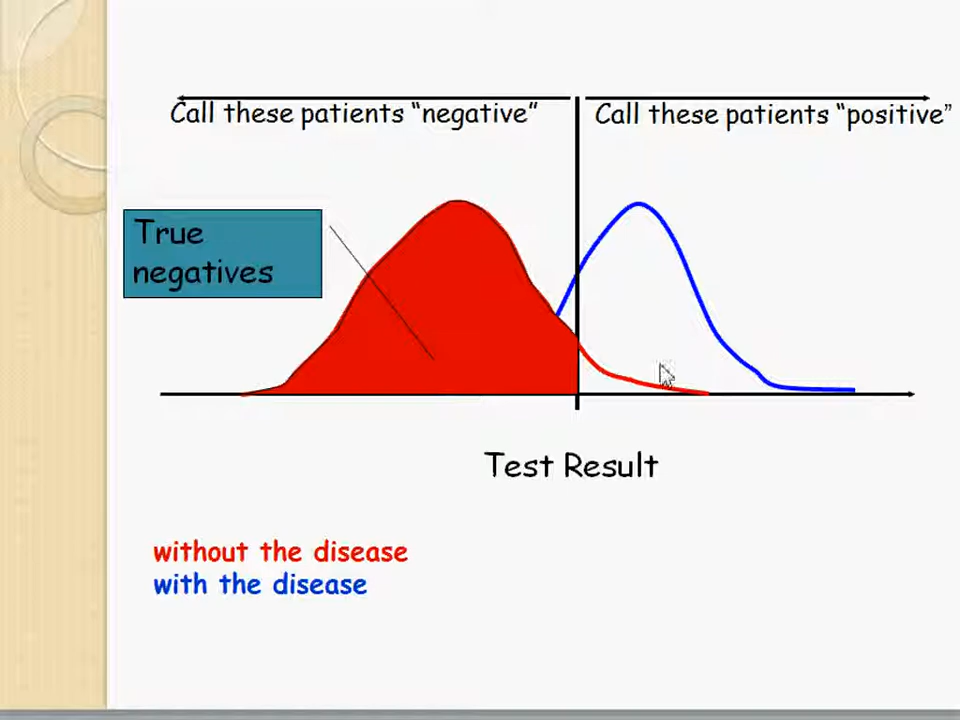 Call these patients “negative”
Call these patients “positive”
True
negatives
Test Result
without the disease
with the disease